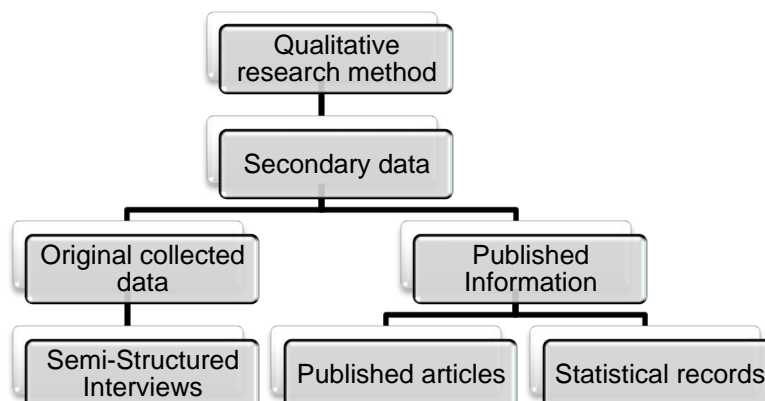 Qualitative
research method
Secondary data
Original collected
data
Published
Information
Semi-Structured
Interviews
Published articles
Statistical records